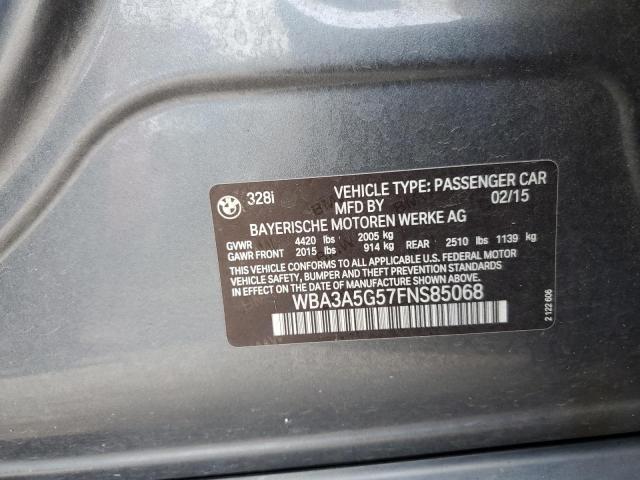 328i VEHICLE TYPE: PASSENGER CAR
MFD BY 02/15
BAYERISCHE MOTOREN WERKE AG
GVWR 4420 lbs 2005 kg
GAWR FRONT 2015 lbs 914 kg REAR 2510 lbs 1139 kg
THIS VEHICLE CONFORMS TO ALL APPLICABLE U.S. FEDERAL MOTOR
VEHICLE SAFETY, BUMPER AND THEFT PREVENTION STANDARDS IN
EFFECT ON THE DATE OF MANUFACTURE SHOWN ABOVE.
WBA3A5G57FNS85068
2 122 606